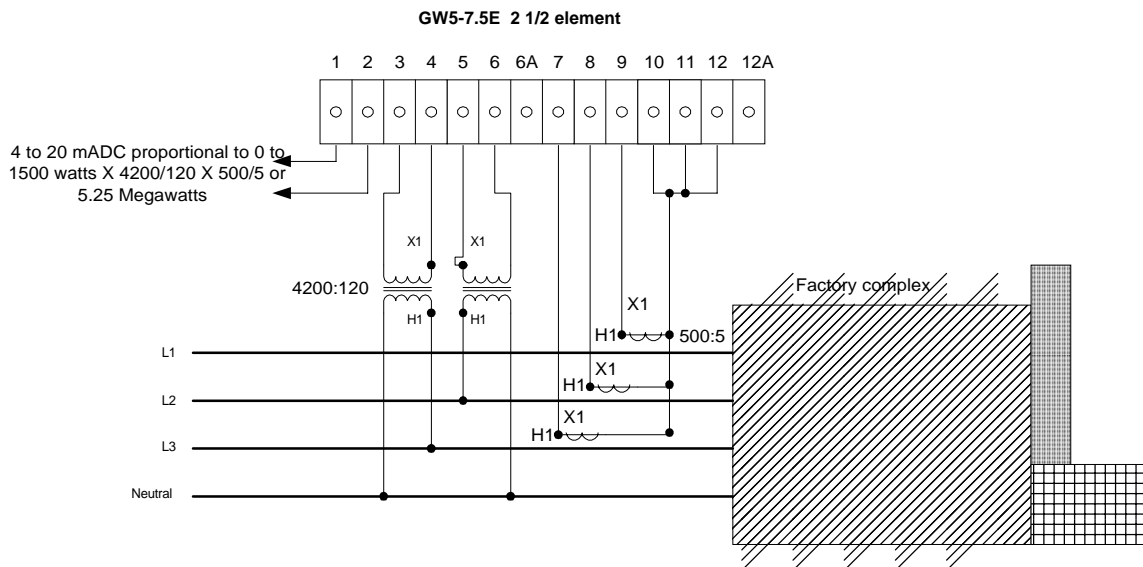 GW5-7.5E 2 1/2 element
1 2 3 4 5 6 6A 7 8 9 10 11 12 12A
4 to 20 mADC proportional to 0 to
1500 watts X 4200/120 X 500/5 or
5.25 Megawatts
X1 X1
4200:120
H1 H1
Factory complex
X1
H1 500:5
L1
X1
H1
L2
X1
H1
L3
Neutral